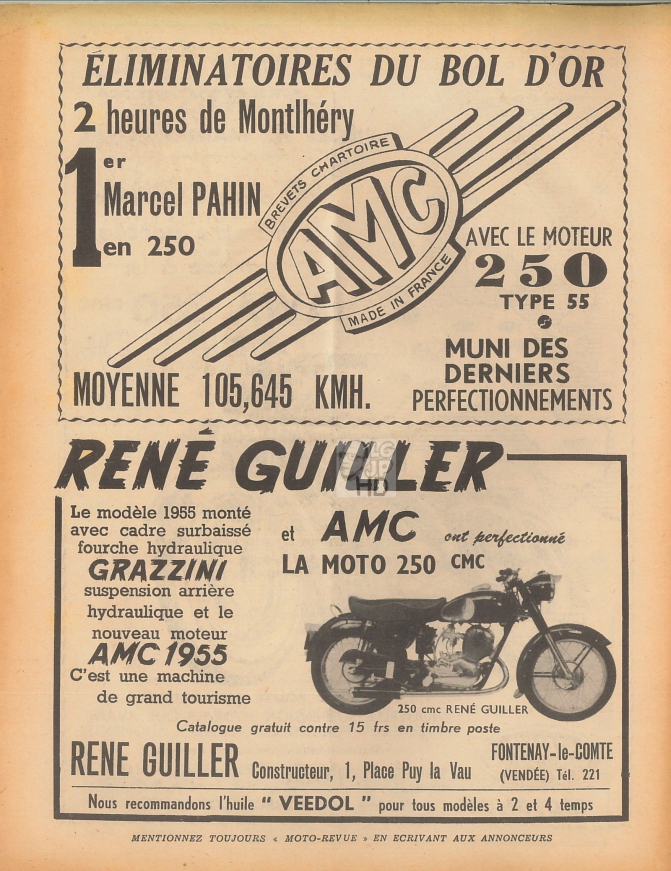 ÉLIMINATOIRES DU BOL D'OR
2 heures de Montlhéry
1er
Marcel PAHIN
en 250
BREVETS CHARTOIRE
AMC
MADE IN FRANCE
AVEC LE MOTEUR
250
TYPE 55
MUNI DES
DERNIERS
PERFECTIONNEMENTS
MOYENNE 105,645 KMH.
RENÉ GUILLER
Le modèle 1955 monté
avec cadre surbaissé
fourche hydraulique
GRAZZINI
suspension arrière
hydraulique et le
nouveau moteur
AMC 1955
C'est une machine
de grand tourisme
et AMC ont perfectionné
LA MOTO 250 CMC
250 cmc RENÉ GUILLER
Catalogue gratuit contre 15 frs en timbre poste
RENE GUILLER Constructeur, 1, Place Puy la Vau
FONTENAY-le-COMTE
(VENDÉE) Tél. 221
Nous recommandons l'huile " VEEDOL " pour tous modèles à 2 et 4 temps
MENTIONNEZ TOUJOURS « MOTO-REVUE » EN ECRIVANT AUX ANNONCEURS